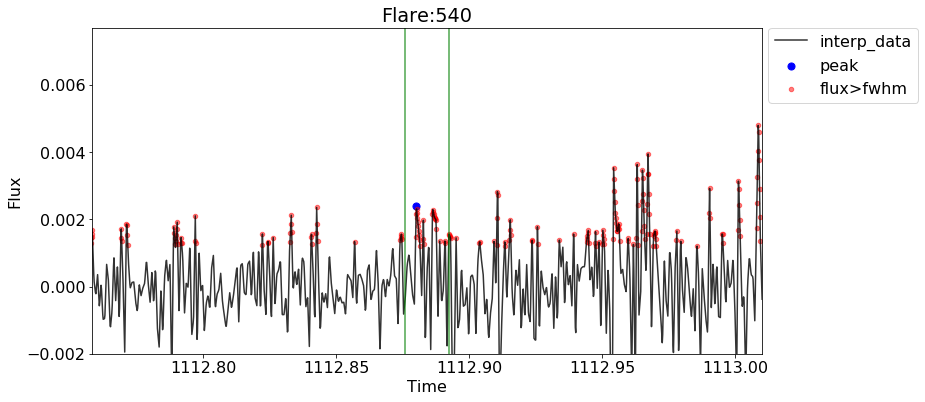 Flare:540
interp_data
peak
flux>fwhm
0.006
0.004
0.002
0.000
−0.002
Flux
1112.80
1112.85
1112.90
1112.95
1113.00
Time